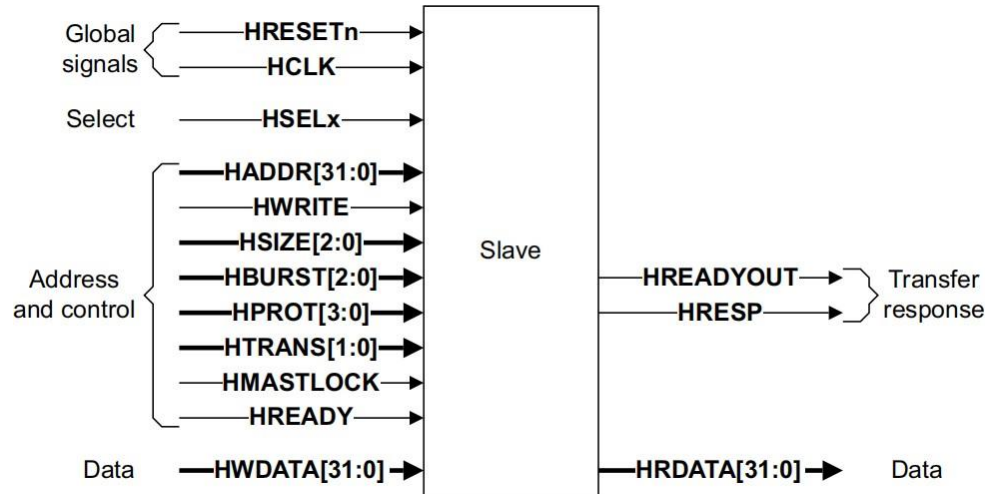 Global
signals
HRESETn
HCLK
Select
HSELx
Address
and control
HADDR[31:0]
HWRITE
HSIZE[2:0]
HBURST[2:0]
HPROT[3:0]
HTRANS[1:0]
HMASTLOCK
HREADY
Data
HWDATA[31:0]
Slave
HREADYOUT
HRESP
Transfer
response
HRDATA[31:0]
Data